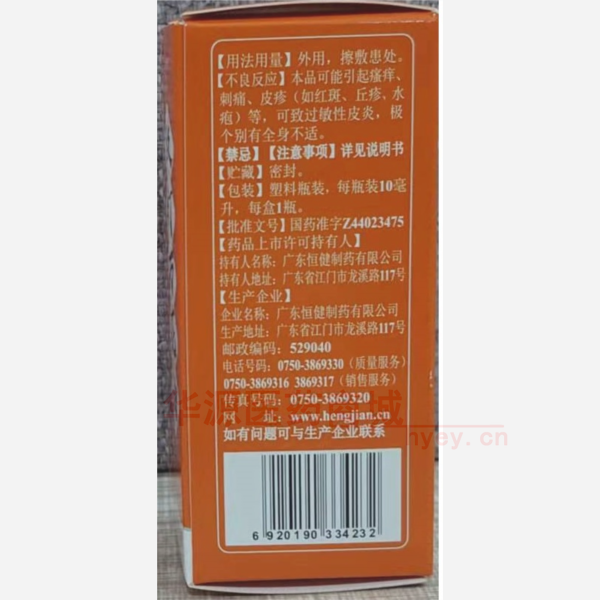 【用法用量】外用，擦敷患处。
【不良反应】本品可能引起瘙痒、
刺痛、皮疹（如红斑、丘疹、水
疱）等，可致过敏性皮炎，极
个别有全身不适。
【禁忌】【注意事项】详见说明书
【贮藏】密封。
【包装】塑料瓶装，每瓶装10毫
升，每盒1瓶。
【批准文号】国药准字Z44023475
【药品上市许可持有人】
持有人名称：广东恒健制药有限公司
持有人地址：广东省江门市龙溪路117号
【生产企业】
企业名称：广东恒健制药有限公司
生产地址：广东省江门市龙溪路117号
邮政编码：529040
电话号码：0750-3869330（质量服务）
0750-3869316 3869317（销售服务）
传真号码：0750-3869320
网 址：www.hengjian.cn
如有问题可与生产企业联系
6 920190 334232